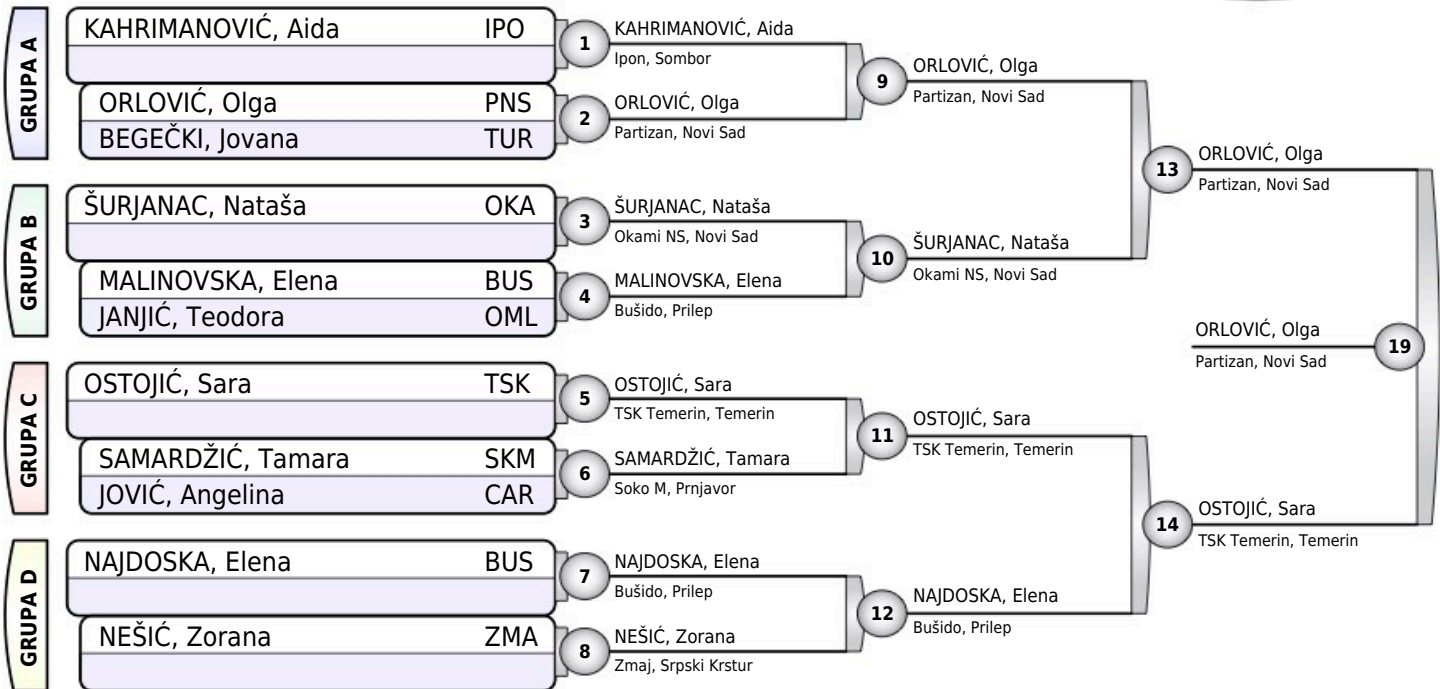 GRUPA A
KAHRIMANOVIĆ, Aida IPO
ORLOVIĆ, Olga PNS
BEGEČKI, Jovana TUR
1
KAHRIMANOVIĆ, Aida
Ipon, Sombor
2
ORLOVIĆ, Olga
Partizan, Novi Sad
9
ORLOVIĆ, Olga
Partizan, Novi Sad
GRUPA B
ŠURJANAC, Nataša OKA
MALINOVSKA, Elena BUS
JANJIĆ, Teodora OML
3
ŠURJANAC, Nataša
Okami NS, Novi Sad
4
MALINOVSKA, Elena
Bušido, Prilep
10
ŠURJANAC, Nataša
Okami NS, Novi Sad
13
ORLOVIĆ, Olga
Partizan, Novi Sad
GRUPA C
OSTOJIĆ, Sara TSK
SAMARDŽIĆ, Tamara SKM
JOVIĆ, Angelina CAR
5
OSTOJIĆ, Sara
TSK Temerin, Temerin
6
SAMARDŽIĆ, Tamara
Soko M, Prnjavor
11
OSTOJIĆ, Sara
TSK Temerin, Temerin
GRUPA D
NAJDOSKA, Elena BUS
NEŠIĆ, Zorana ZMA
7
NAJDOSKA, Elena
Bušido, Prilep
8
NEŠIĆ, Zorana
Zmaj, Srpski Krstur
12
NAJDOSKA, Elena
Bušido, Prilep
14
OSTOJIĆ, Sara
TSK Temerin, Temerin
ORLOVIĆ, Olga
Partizan, Novi Sad
19